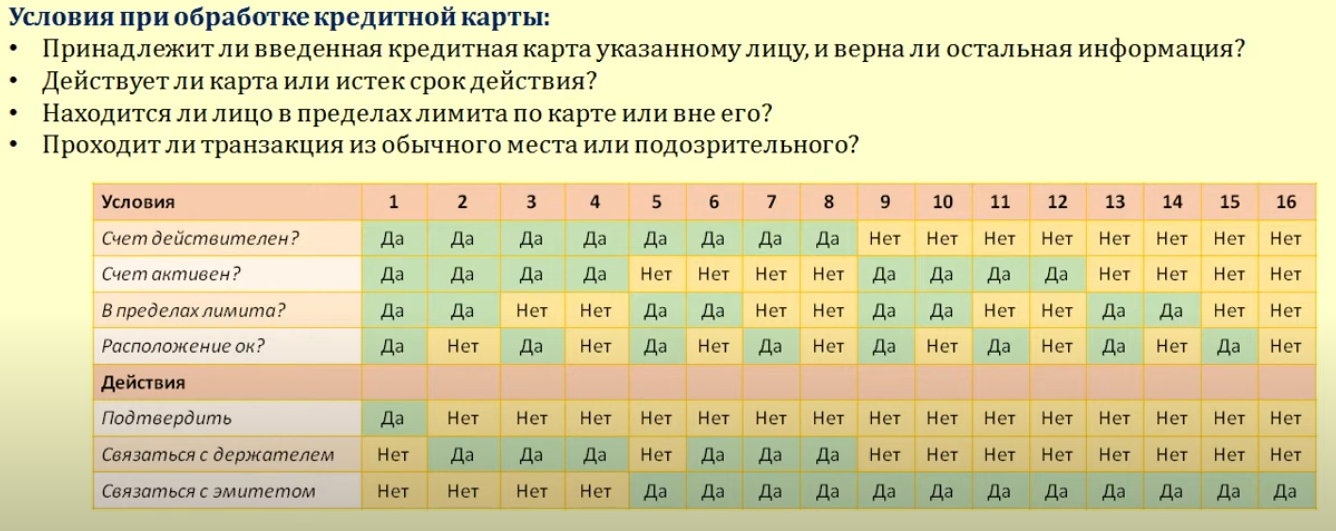 Условия при обработке кредитной карты:
• Принадлежит ли введенная кредитная карта указанному лицу, и верна ли остальная информация?
• Действует ли карта или истек срок действия?
• Находится ли лицо в пределах лимита по карте или вне его?
• Проходит ли транзакция из обычного места или подозрительного?
Условия 1 2 3 4 5 6 7 8 9 10 11 12 13 14 15 16
Счет действителен? Да Да Да Да Да Да Да Да Нет Нет Нет Нет Нет Нет Нет Нет
Счет активен? Да Да Да Да Нет Нет Нет Нет Да Да Да Да Нет Нет Нет Нет
В пределах лимита? Да Да Нет Нет Да Да Нет Нет Да Да Нет Нет Да Да Нет Нет
Расположение ок? Да Нет Да Нет Да Нет Да Нет Да Нет Да Нет Да Нет Да Нет
Действия
Подтвердить Да Нет Нет Нет Нет Нет Нет Нет Нет Нет Нет Нет Нет Нет Нет Нет
Связаться с держателем Нет Да Да Да Нет Да Да Да Нет Нет Нет Нет Нет Нет Нет Нет
Связаться с эмитетом Нет Нет Нет Нет Да Да Да Да Да Да Да Да Да Да Да Да